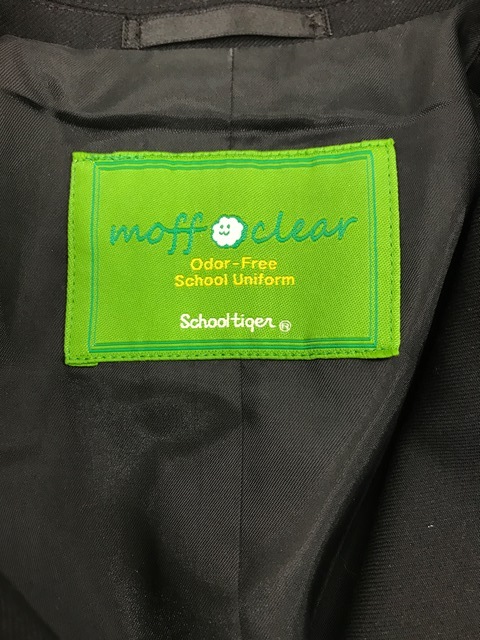 moff clear
Odor-Free
School Uniform
Schooltiger®